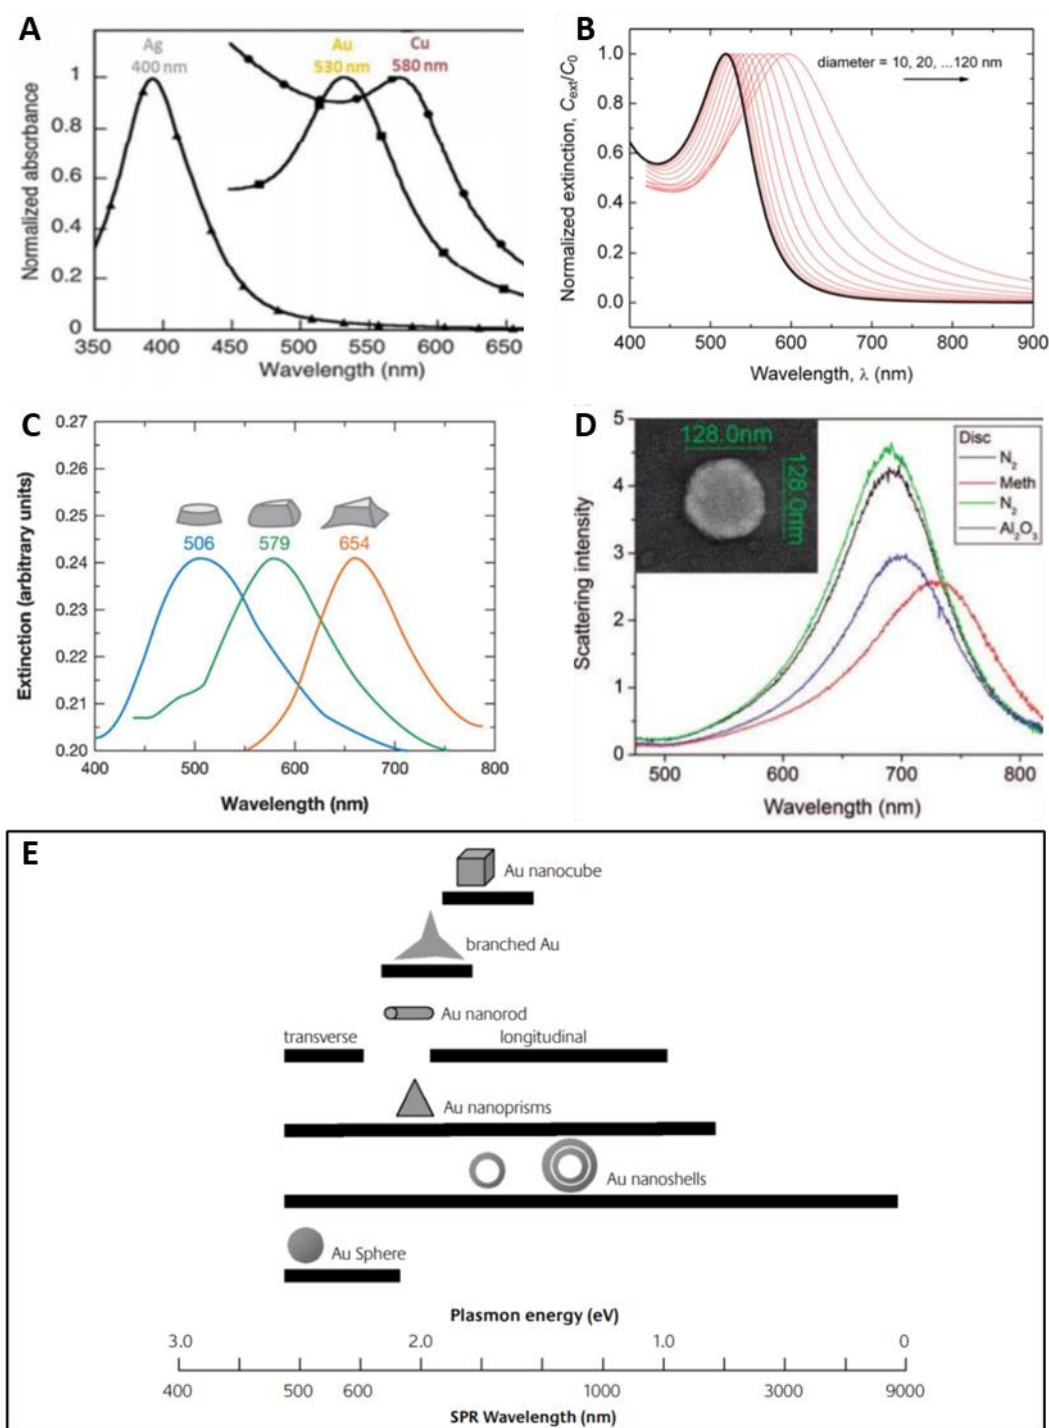 A
Ag
400 nm
Au
530 nm
Cu
580 nm
Normalized absorbance
1
0.8
0.6
0.4
0.2
0
350 400 450 500 550 600 650
Wavelength (nm)
B
diameter = 10, 20, ...120 nm
Normalized extinction, Cext/C0
1.0
0.8
0.6
0.4
0.2
0.0
400 500 600 700 800 900
Wavelength, λ (nm)
C
506
579
654
Extinction (arbitrary units)
0.27
0.26
0.25
0.24
0.23
0.22
0.21
0.20
400 500 600 700 800
Wavelength (nm)
D
128.0nm
128.0nm
Disc
N2
Meth
N2
Al2O3
Scattering intensity
5
4
3
2
1
0
500 600 700 800
Wavelength (nm)
E
Au nanocube
branched Au
Au nanorod
transverse
longitudinal
Au nanoprisms
Au nanoshells
Au Sphere
Plasmon energy (eV)
3.0 2.0 1.0 0
400 500 600 1000 3000 9000
SPR Wavelength (nm)